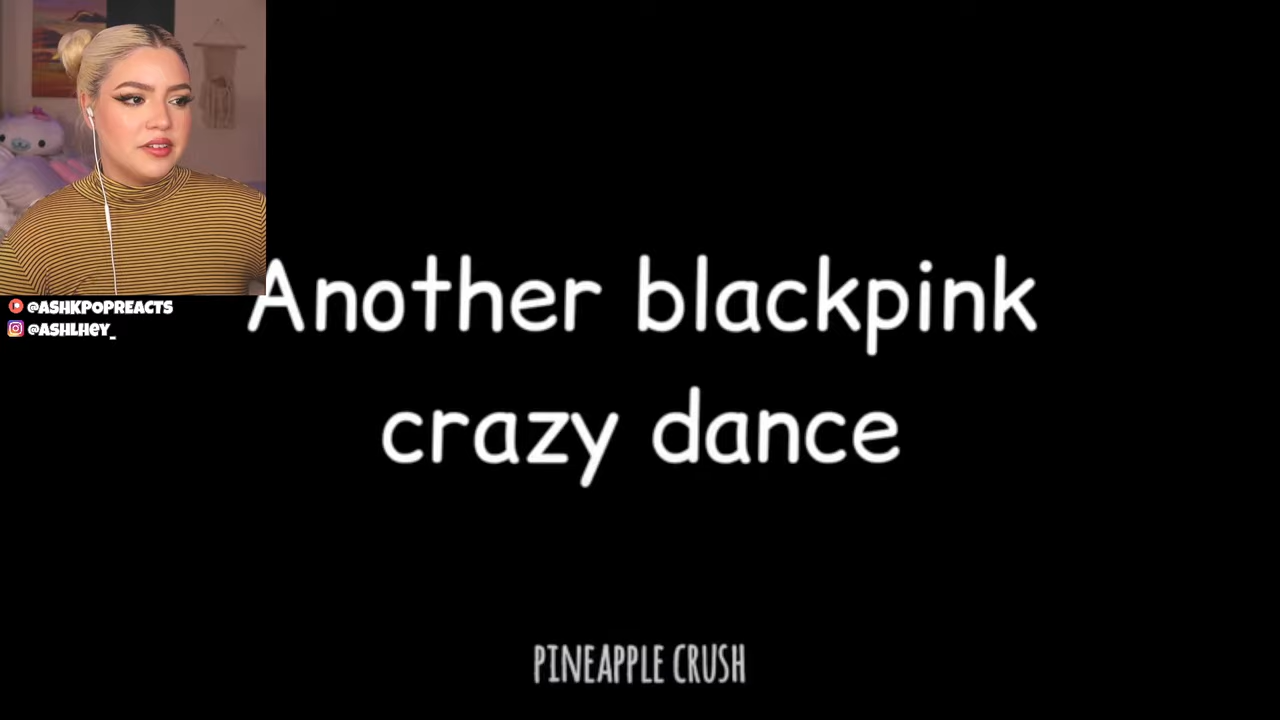 @ASHKPOPREACTS
@ASHLHEY_
Another blackpink
crazy dance
PINEAPPLE CRUSH